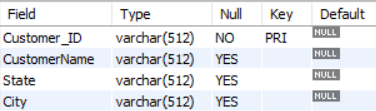 Field Type Null Key Default
Customer_ID varchar(512) NO PRI NULL
CustomerName varchar(512) YES NULL
State varchar(512) YES NULL
City varchar(512) YES NULL